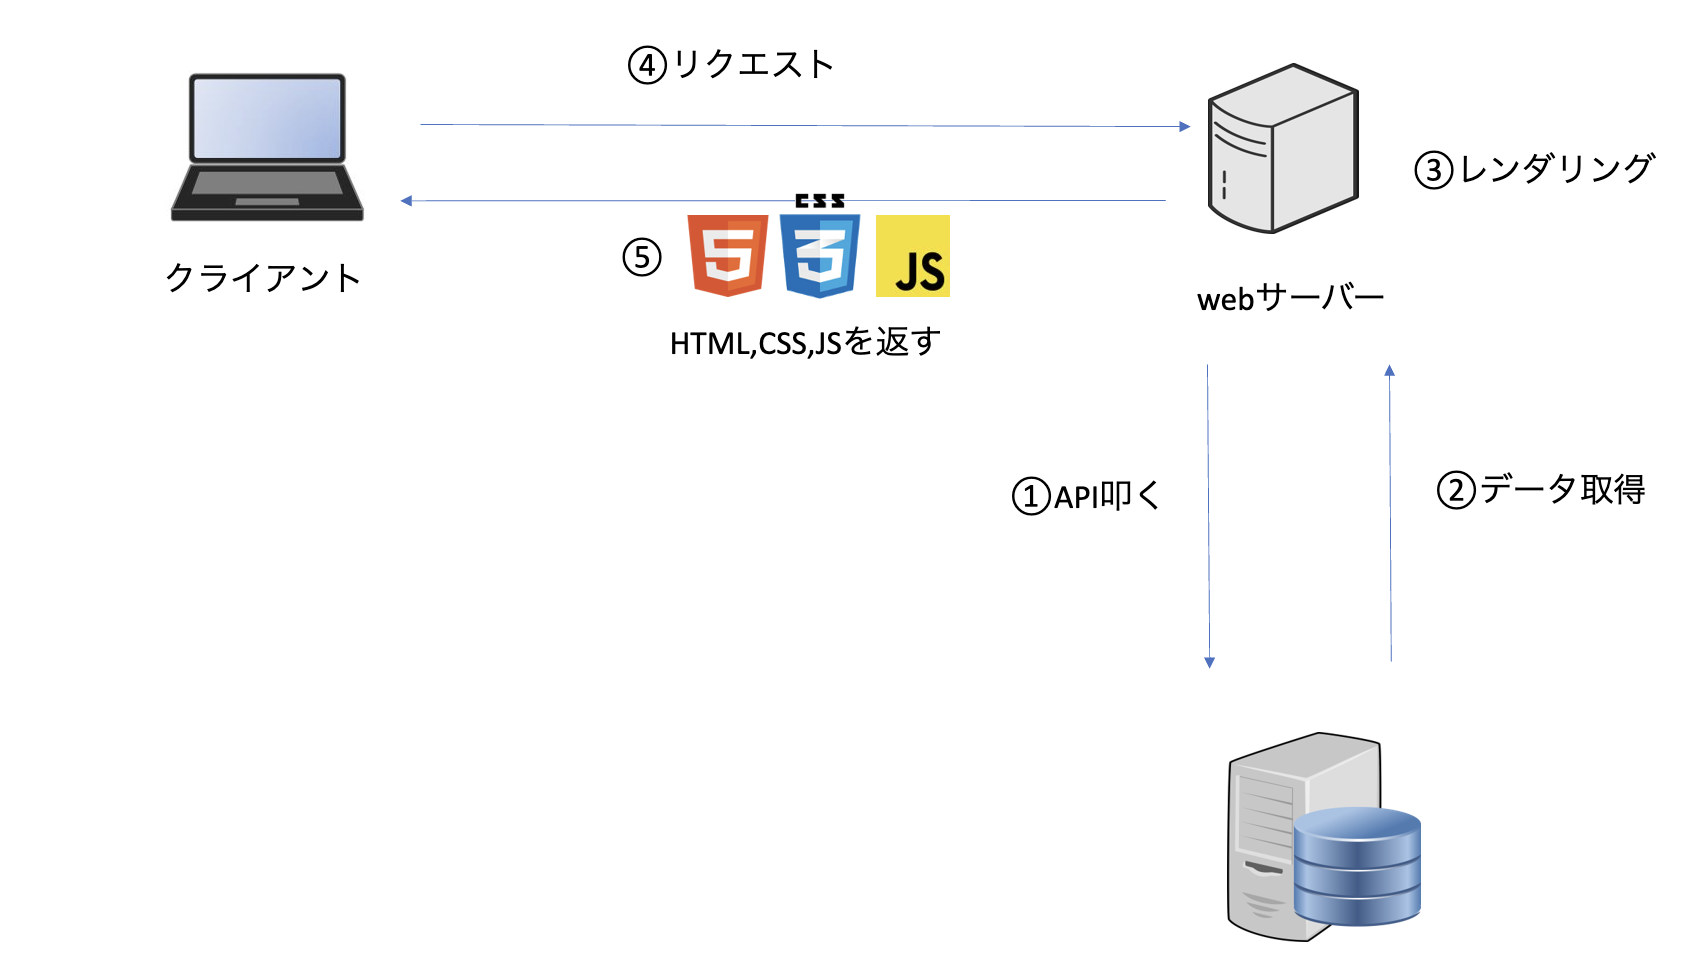 ④リクエスト
③レンダリング
CSS
⑤
5
3
JS
クライアント
webサーバー
HTML,CSS,JSを返す
①API叩く
②データ取得